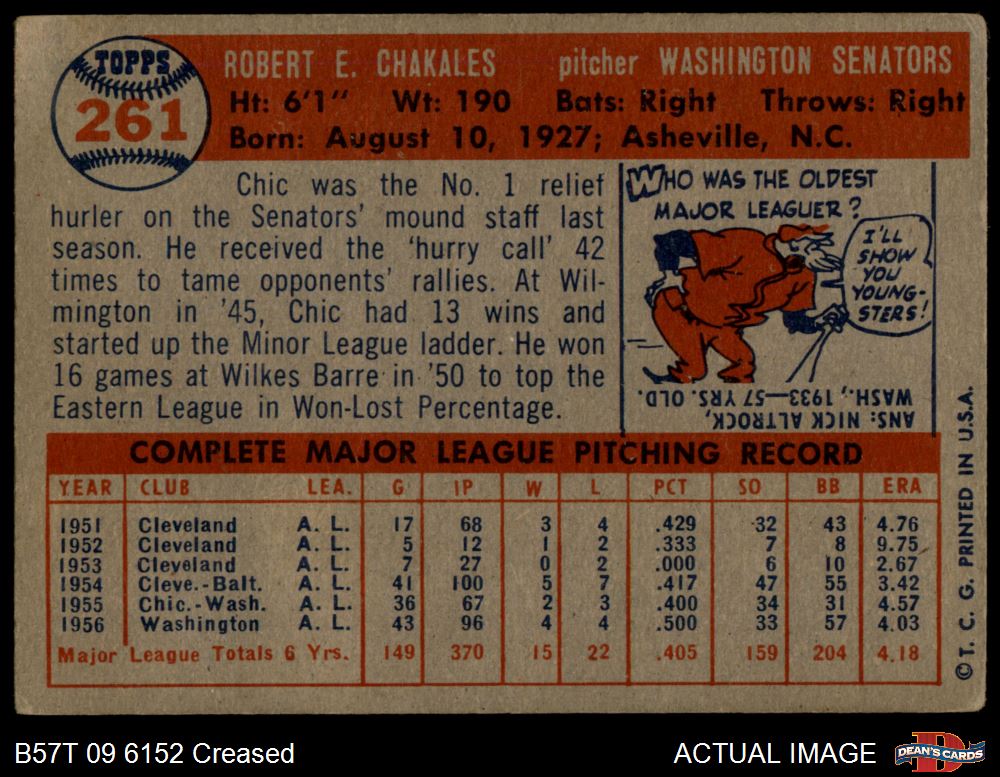 TOPPS
261
ROBERT E. CHAKALES pitcher WASHINGTON SENATORS
Ht: 6'1" Wt: 190 Bats: Right Throws: Right
Born: August 10, 1927; Asheville, N.C.
Chic was the No. 1 relief
hurler on the Senators' mound staff last
season. He received the 'hurry call' 42
times to tame opponents' rallies. At Wil-
mington in '45, Chic had 13 wins and
started up the Minor League ladder. He won
16 games at Wilkes Barre in '50 to top the
Eastern League in Won-Lost Percentage.
WHO WAS THE OLDEST
MAJOR LEAGUER?
I'LL
SHOW
YOU
YOUNG-
STERS!
ANS: NICK ALTROCK,
WASH., 1933—57 YRS. OLD.
COMPLETE MAJOR LEAGUE PITCHING RECORD
YEAR CLUB LEA. G IP W L PCT SO BB ERA
1951 Cleveland A. L. 17 68 3 4 .429 32 43 4.76
1952 Cleveland A. L. 5 12 1 2 .333 7 8 9.75
1953 Cleveland A. L. 7 27 0 2 .000 6 10 2.67
1954 Cleve.-Balt. A. L. 41 100 5 7 .417 47 55 3.42
1955 Chic.-Wash. A. L. 36 67 2 3 .400 34 31 4.57
1956 Washington A. L. 43 96 4 4 .500 33 57 4.03
Major League Totals 6 Yrs. 149 370 15 22 .405 159 204 4.18
© T. C. G. PRINTED IN U.S.A.
B57T 09 6152 Creased
ACTUAL IMAGE
D
DEAN'S CARDS